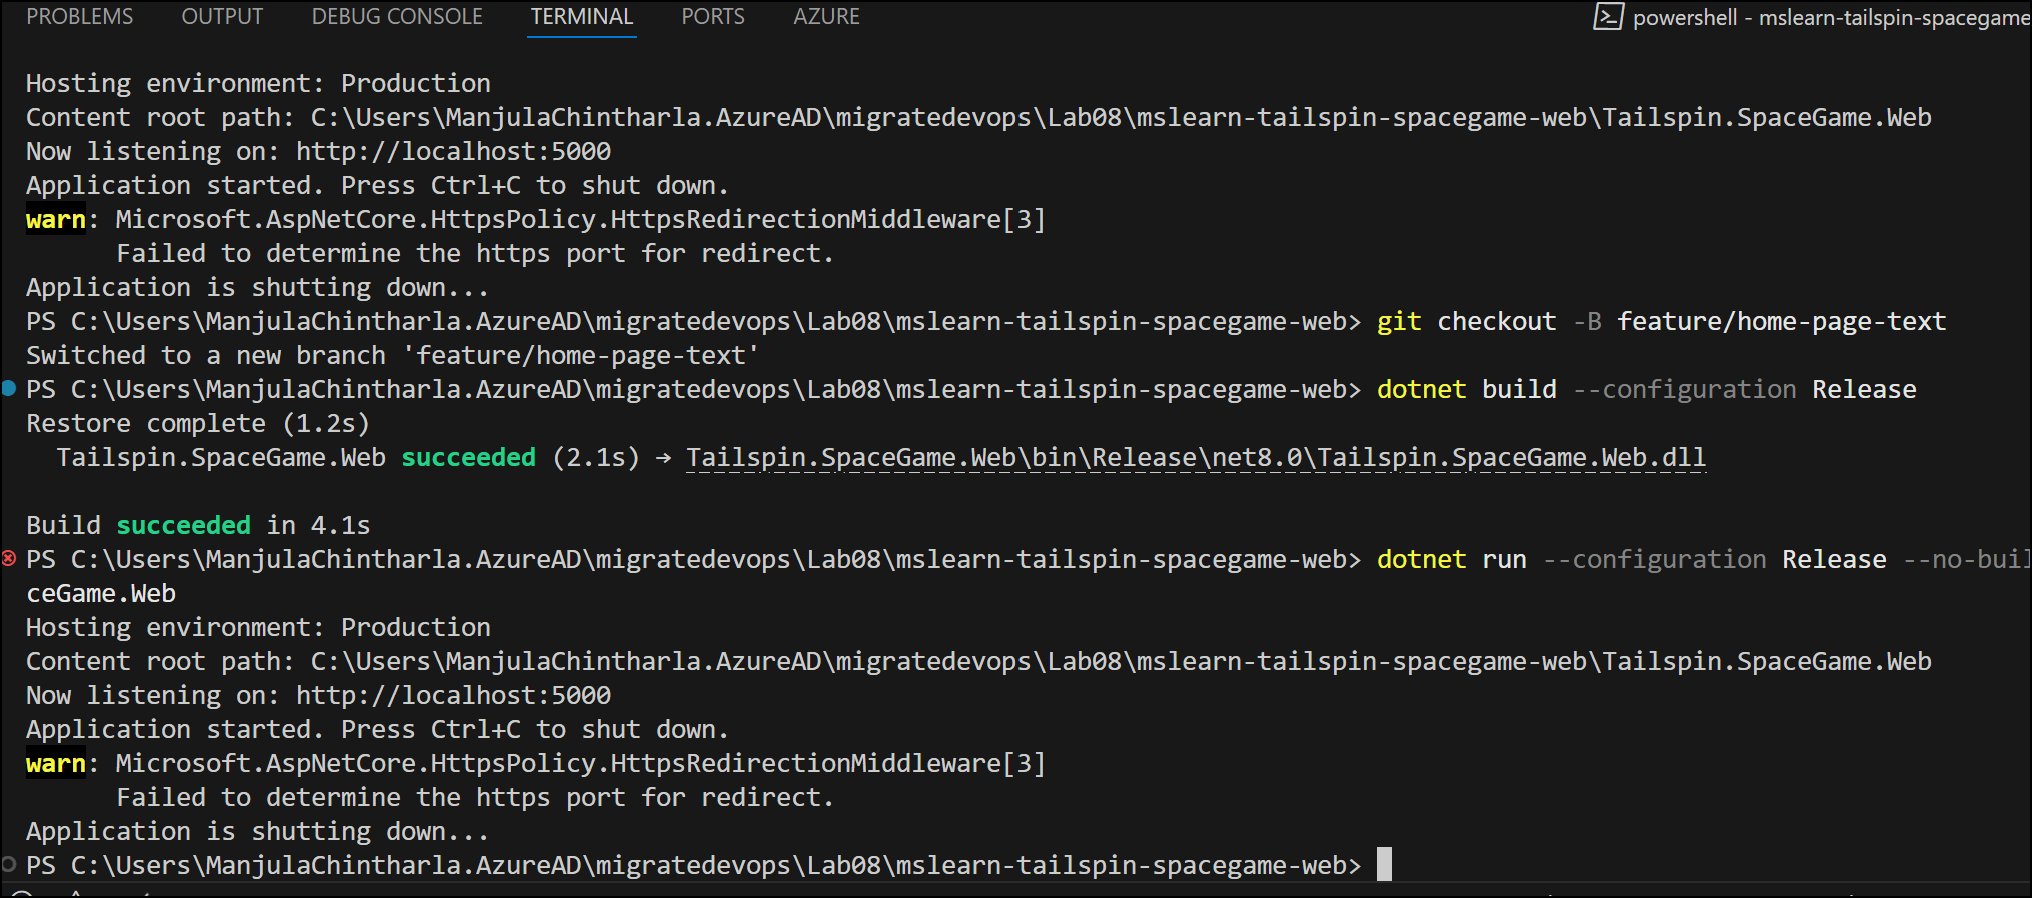 PROBLEMS OUTPUT DEBUG CONSOLE TERMINAL PORTS AZURE powershell - mslearn-tailspin-spacegame
Hosting environment: Production
Content root path: C:\Users\ManjulaChintharla.AzureAD\migratedevops\Lab08\mslearn-tailspin-spacegame-web\Tailspin.SpaceGame.Web
Now listening on: http://localhost:5000
Application started. Press Ctrl+C to shut down.
warn: Microsoft.AspNetCore.HttpsPolicy.HttpsRedirectionMiddleware[3]
      Failed to determine the https port for redirect.
Application is shutting down...
PS C:\Users\ManjulaChintharla.AzureAD\migratedevops\Lab08\mslearn-tailspin-spacegame-web> git checkout -B feature/home-page-text
Switched to a new branch 'feature/home-page-text'
PS C:\Users\ManjulaChintharla.AzureAD\migratedevops\Lab08\mslearn-tailspin-spacegame-web> dotnet build --configuration Release
Restore complete (1.2s)
  Tailspin.SpaceGame.Web succeeded (2.1s) → Tailspin.SpaceGame.Web\bin\Release\net8.0\Tailspin.SpaceGame.Web.dll
Build succeeded in 4.1s
PS C:\Users\ManjulaChintharla.AzureAD\migratedevops\Lab08\mslearn-tailspin-spacegame-web> dotnet run --configuration Release --no-buil
ceGame.Web
Hosting environment: Production
Content root path: C:\Users\ManjulaChintharla.AzureAD\migratedevops\Lab08\mslearn-tailspin-spacegame-web\Tailspin.SpaceGame.Web
Now listening on: http://localhost:5000
Application started. Press Ctrl+C to shut down.
warn: Microsoft.AspNetCore.HttpsPolicy.HttpsRedirectionMiddleware[3]
      Failed to determine the https port for redirect.
Application is shutting down...
PS C:\Users\ManjulaChintharla.AzureAD\migratedevops\Lab08\mslearn-tailspin-spacegame-web>